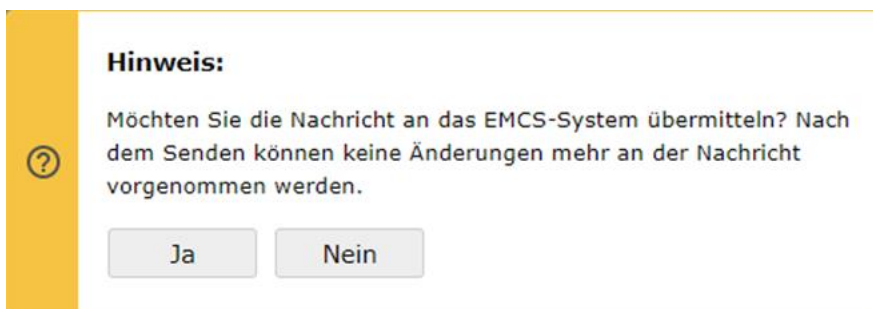 Hinweis:
Möchten Sie die Nachricht an das EMCS-System übermitteln? Nach
dem Senden können keine Änderungen mehr an der Nachricht
vorgenommen werden.
Ja
Nein